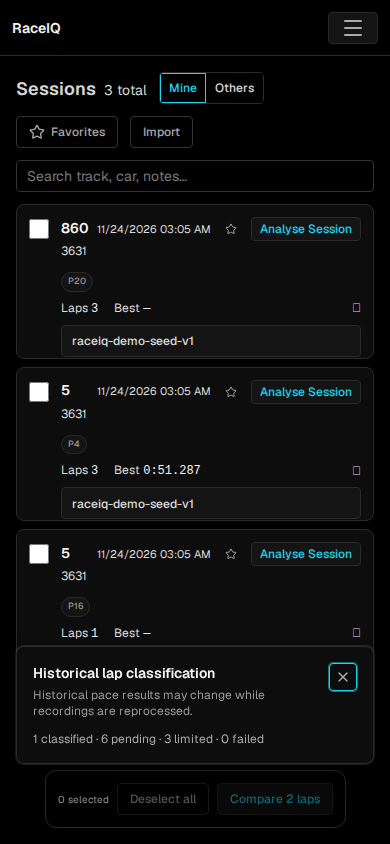 RaceIQ
Sessions 3 total Mine Others
Favorites Import
Search track, car, notes…
860 11/24/2026 03:05 AM Analyse Session
3631
P20
Laps 3 Best —
raceiq-demo-seed-v1
5 11/24/2026 03:05 AM Analyse Session
3631
P4
Laps 3 Best 0:51.287
raceiq-demo-seed-v1
5 11/24/2026 03:05 AM Analyse Session
3631
P16
Laps 1 Best —
Historical lap classification
Historical pace results may change while
recordings are reprocessed.
1 classified · 6 pending · 3 limited · 0 failed
0 selected Deselect all Compare 2 laps